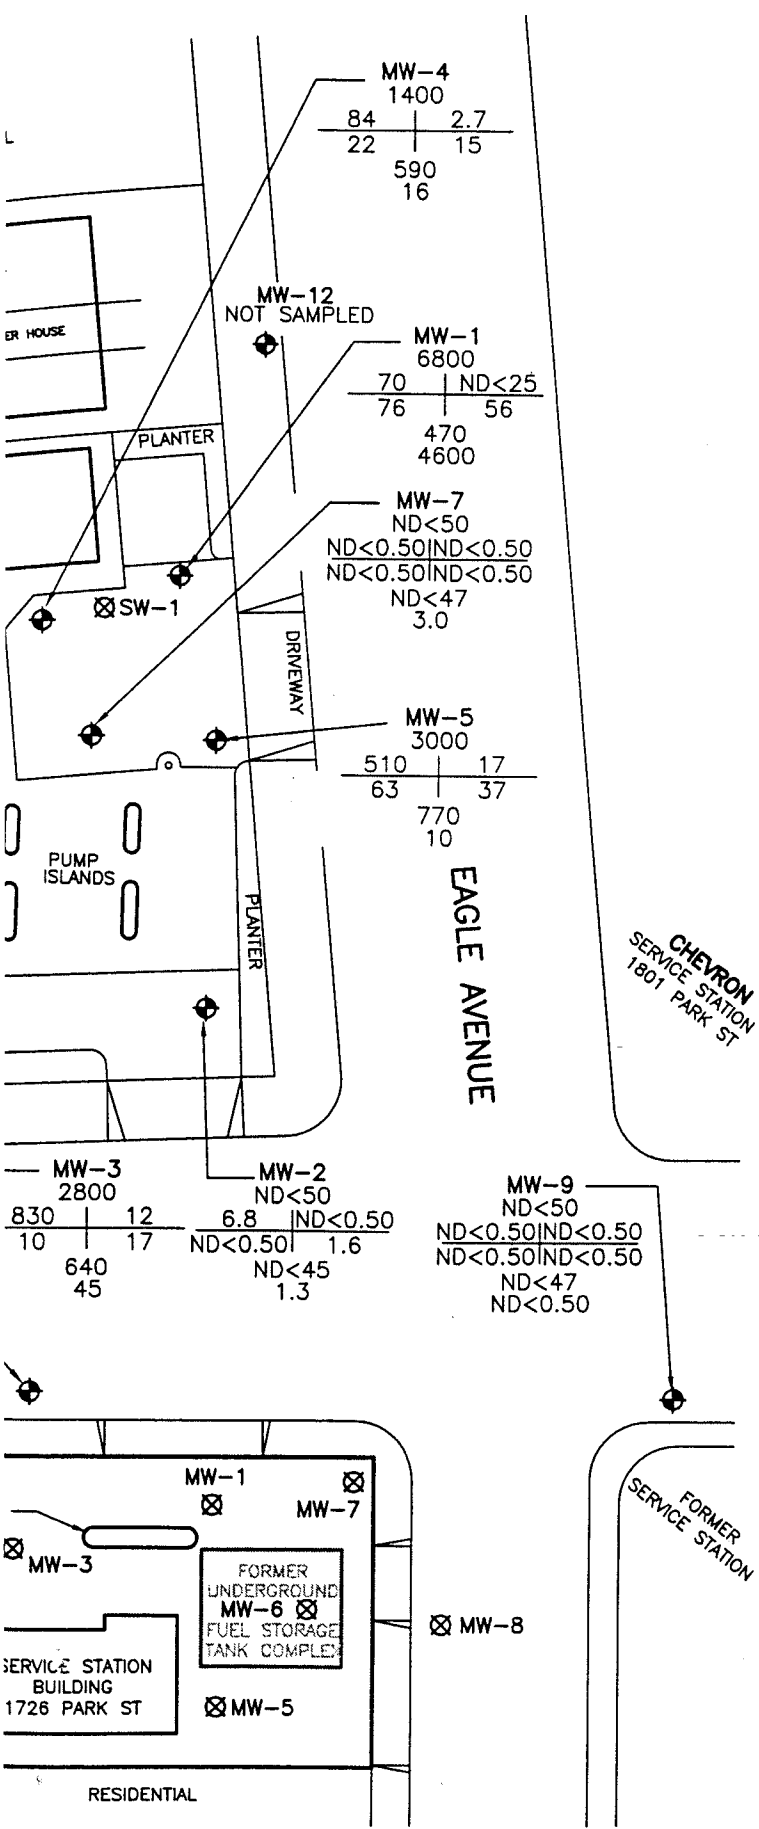 MW-4
1400
84 2.7
22 15
590
16
L
MW-12
NOT SAMPLED
ER HOUSE
MW-1
6800
70 ND<25
76 56
470
4600
PLANTER
MW-7
ND<50
ND<0.50 ND<0.50
ND<0.50 ND<0.50
ND<47
3.0
SW-1
DRIVEWAY
MW-5
3000
510 17
63 37
770
10
PUMP
ISLANDS
PLANTER
EAGLE AVENUE
CHEVRON
SERVICE STATION
1801 PARK ST
MW-3
2800
830 12
10 17
640
45
MW-2
ND<50
6.8 ND<0.50
ND<0.50 1.6
ND<45
1.3
MW-9
ND<50
ND<0.50 ND<0.50
ND<0.50 ND<0.50
ND<47
ND<0.50
MW-1
MW-7
FORMER
SERVICE STATION
MW-3
FORMER
UNDERGROUND
MW-6
FUEL STORAGE
TANK COMPLEX
MW-8
SERVICE STATION
BUILDING
1726 PARK ST
MW-5
RESIDENTIAL